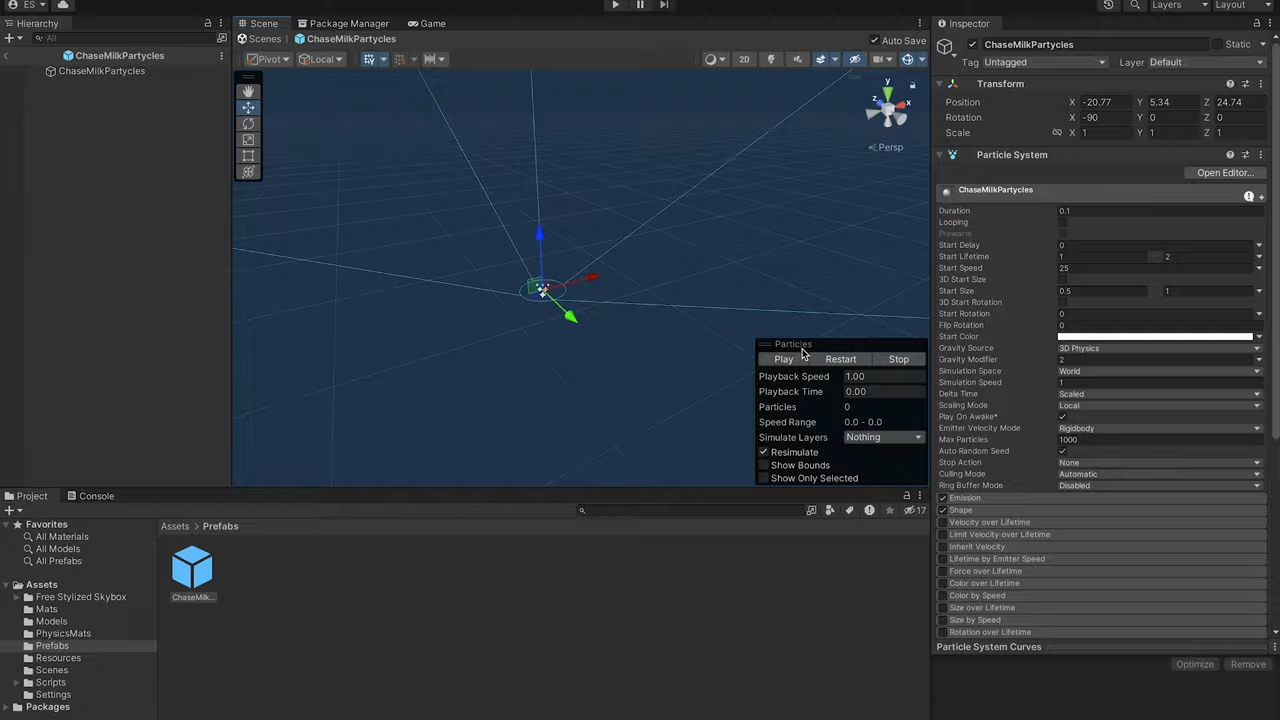 ES
Layers
Layout
Hierarchy
All
ChaseMilkPartycles
ChaseMilkPartycles
Scene
Package Manager
Game
Scenes
ChaseMilkPartycles
Auto Save
Pivot
Local
2D
y
z
x
Persp
Particles
Play
Restart
Stop
Playback Speed 1.00
Playback Time 0.00
Particles 0
Speed Range 0.0 - 0.0
Simulate Layers Nothing
Resimulate
Show Bounds
Show Only Selected
Inspector
ChaseMilkPartycles
Static
Tag Untagged
Layer Default
Transform
Position X -20.77 Y 5.34 Z 24.74
Rotation X -90 Y 0 Z 0
Scale X 1 Y 1 Z 1
Particle System
Open Editor...
ChaseMilkPartycles
Duration 0.1
Looping
Prewarm
Start Delay 0
Start Lifetime 1 2
Start Speed 25
3D Start Size
Start Size 0.5 1
3D Start Rotation
Start Rotation 0
Flip Rotation 0
Start Color
Gravity Source 3D Physics
Gravity Modifier 2
Simulation Space World
Simulation Speed 1
Delta Time Scaled
Scaling Mode Local
Play On Awake*
Emitter Velocity Mode Rigidbody
Max Particles 1000
Auto Random Seed
Stop Action None
Culling Mode Automatic
Ring Buffer Mode Disabled
Emission
Shape
Velocity over Lifetime
Limit Velocity over Lifetime
Inherit Velocity
Lifetime by Emitter Speed
Force over Lifetime
Color over Lifetime
Color by Speed
Size over Lifetime
Size by Speed
Rotation over Lifetime
Particle System Curves
Optimize
Remove
Project
Console
17
Favorites
All Materials
All Models
All Prefabs
Assets
Free Stylized Skybox
Mats
Models
PhysicsMats
Prefabs
Resources
Scenes
Scripts
Settings
Packages
Assets > Prefabs
ChaseMilk...